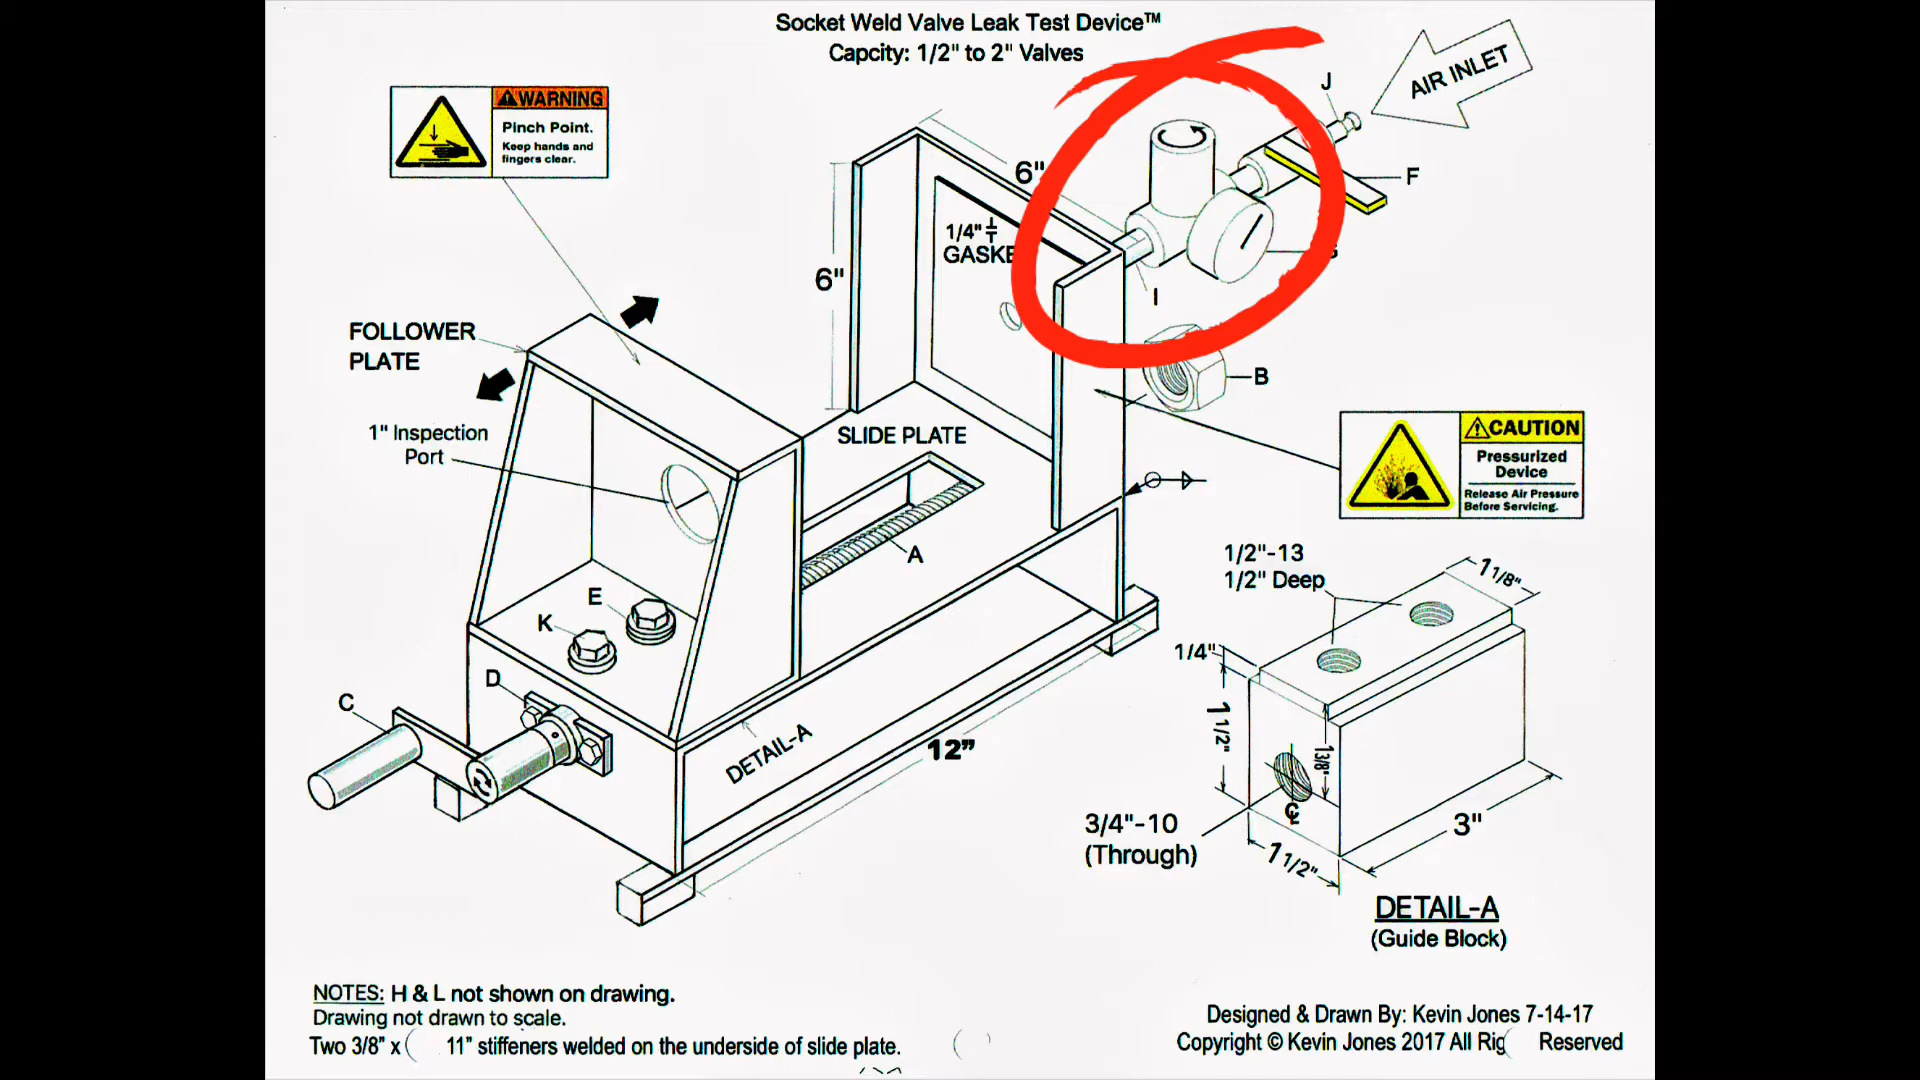 Socket Weld Valve Leak Test Device™
Capcity: 1/2" to 2" Valves
AIR INLET
J
F
WARNING
Pinch Point.
Keep hands and
fingers clear.
6"
1/4"
6"
I
B
FOLLOWER
PLATE
1" Inspection
Port
SLIDE PLATE
A
CAUTION
Pressurized
Device
Release Air Pressure
Before Servicing.
E
K
D
C
DETAIL-A
12"
1/2"-13
1/2" Deep
1 1/8"
1/4"
1 1/2"
1 3/8"
3/4"-10
(Through)
1 1/2"
3"
DETAIL-A
(Guide Block)
NOTES: H & L not shown on drawing.
Drawing not drawn to scale.
Two 3/8" x 11" stiffeners welded on the underside of slide plate.
Designed & Drawn By: Kevin Jones 7-14-17
Copyright © Kevin Jones 2017 All Reserved